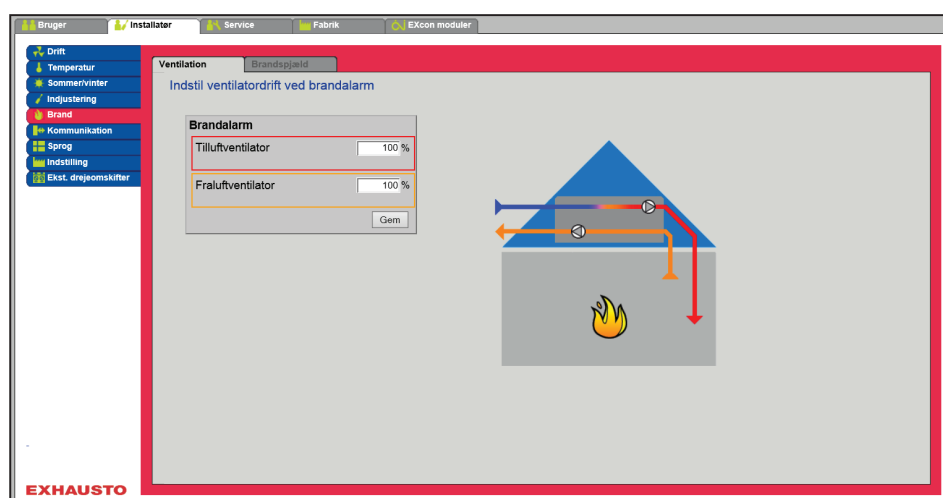 Bruger
Installatør
Service
Fabrik
EXcon moduler
Drift
Temperatur
Sommer/vinter
Indjustering
Brand
Kommunikation
Sprog
Indstilling
Ekst. drejeomskifter
Ventilation
Brandspjæld
Indstil ventilatordrift ved brandalarm
Brandalarm
Tilluftventilator 100 %
Fraluftventilator 100 %
Gem
EXHAUSTO